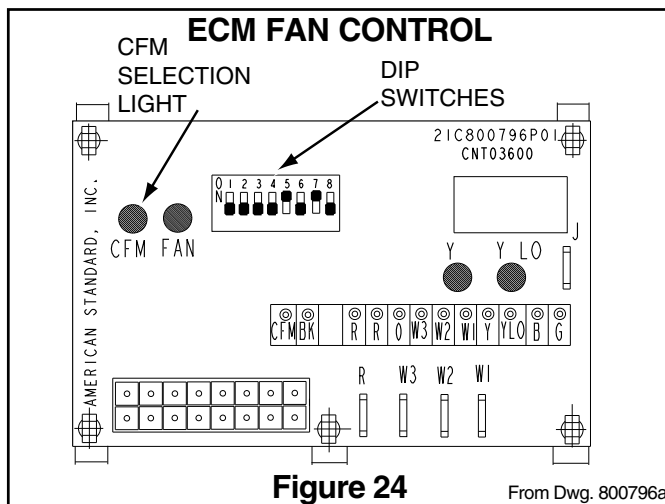 ECM FAN CONTROL
CFM
SELECTION
LIGHT
DIP
SWITCHES
21C800796P01
CNT03600
AMERICAN STANDARD, INC.
O
N
1 2 3 4 5 6 7 8
CFM FAN
Y Y LO
J
CFM BK R R O W3 W2 W1 Y YLO B G
R W3 W2 W1
Figure 24
From Dwg. 800796a